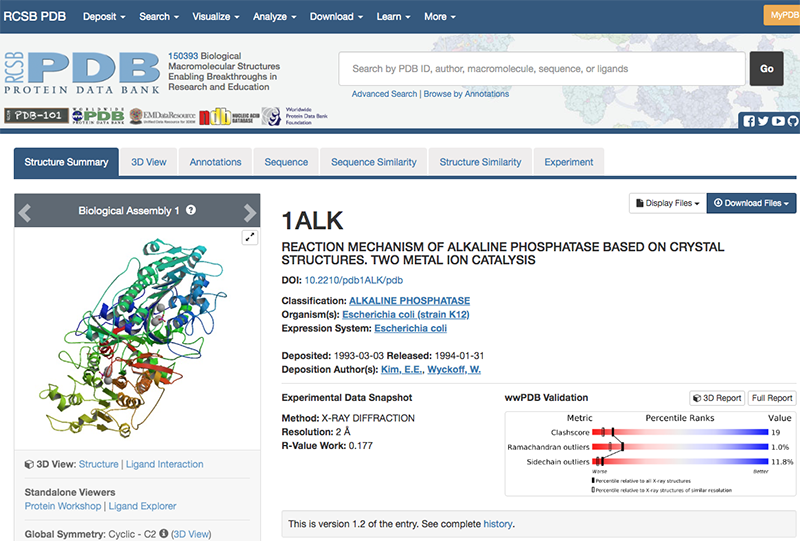 RCSB PDB Deposit Search Visualize Analyze Download Learn More MyPDB
RCSB PDB
PROTEIN DATA BANK
150393 Biological
Macromolecular Structures
Enabling Breakthroughs in
Research and Education
Search by PDB ID, author, macromolecule, sequence, or ligands
Go
Advanced Search | Browse by Annotations
PDB-101
WORLDWIDE PDB PROTEIN DATA BANK
EMDataResource
Unified Data Resource for 3DEM
ndb NUCLEIC ACID DATABASE
Worldwide
Protein Data Bank
Foundation
Structure Summary 3D View Annotations Sequence Sequence Similarity Structure Similarity Experiment
Biological Assembly 1 ?
Display Files Download Files
1ALK
REACTION MECHANISM OF ALKALINE PHOSPHATASE BASED ON CRYSTAL
STRUCTURES. TWO METAL ION CATALYSIS
DOI: 10.2210/pdb1ALK/pdb
Classification: ALKALINE PHOSPHATASE
Organism(s): Escherichia coli (strain K12)
Expression System: Escherichia coli
Deposited: 1993-03-03 Released: 1994-01-31
Deposition Author(s): Kim, E.E., Wyckoff, W.
Experimental Data Snapshot
Method: X-RAY DIFFRACTION
Resolution: 2 Å
R-Value Work: 0.177
wwPDB Validation
3D Report Full Report
Metric Percentile Ranks Value
Clashscore 19
Ramachandran outliers 1.0%
Sidechain outliers 11.8%
Worse Better
Percentile relative to all X-ray structures
Percentile relative to X-ray structures of similar resolution
3D View: Structure | Ligand Interaction
Standalone Viewers
Protein Workshop | Ligand Explorer
Global Symmetry: Cyclic - C2 (3D View)
This is version 1.2 of the entry. See complete history.